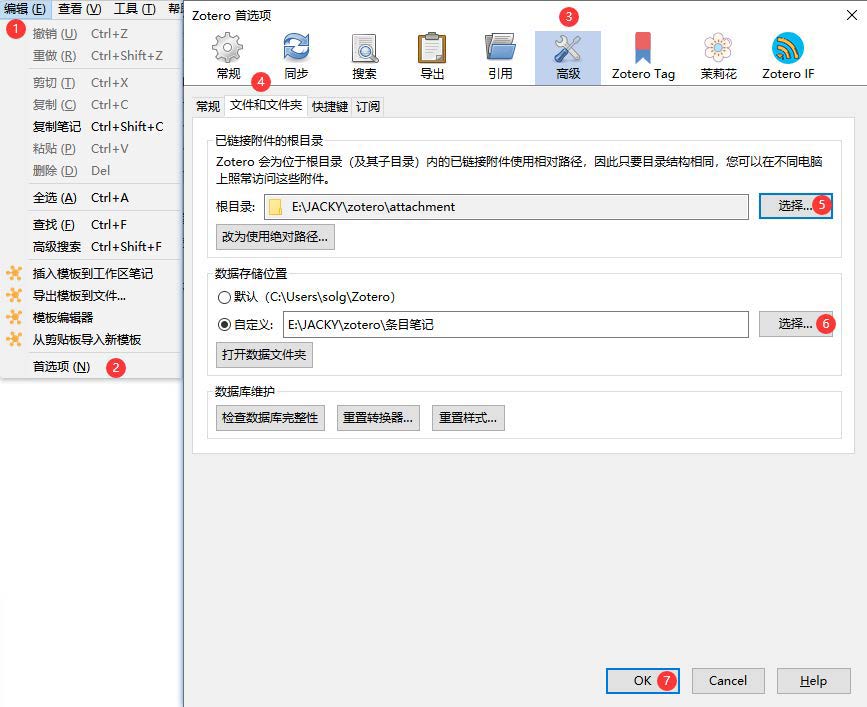 编辑 (E) 查看 (V) 工具 (T) 帮
1
撤销 (U) Ctrl+Z
重做 (R) Ctrl+Shift+Z
剪切 (T) Ctrl+X
复制 (C) Ctrl+C
复制笔记 Ctrl+Shift+C
粘贴 (P) Ctrl+V
删除 (D) Del
全选 (A) Ctrl+A
查找 (F) Ctrl+F
高级搜索 Ctrl+Shift+F
插入模板到工作区笔记
导出模板到文件...
模板编辑器
从剪贴板导入新模板
首选项 (N) 2
Zotero 首选项
3
常规 同步 搜索 导出 引用 高级 Zotero Tag 茉莉花 Zotero IF
4
常规 文件和文件夹 快捷键 订阅
已链接附件的根目录
Zotero 会为位于根目录（及其子目录）内的已链接附件使用相对路径，因此只要目录结构相同，您可以在不同电脑
上照常访问这些附件。
根目录: E:\JACKY\zotero\attachment 选择... 5
改为使用绝对路径...
数据存储位置
默认（C:\Users\solg\Zotero）
自定义: E:\JACKY\zotero\条目笔记 选择... 6
打开数据文件夹
数据库维护
检查数据库完整性 重置转换器... 重置样式...
OK 7 Cancel Help